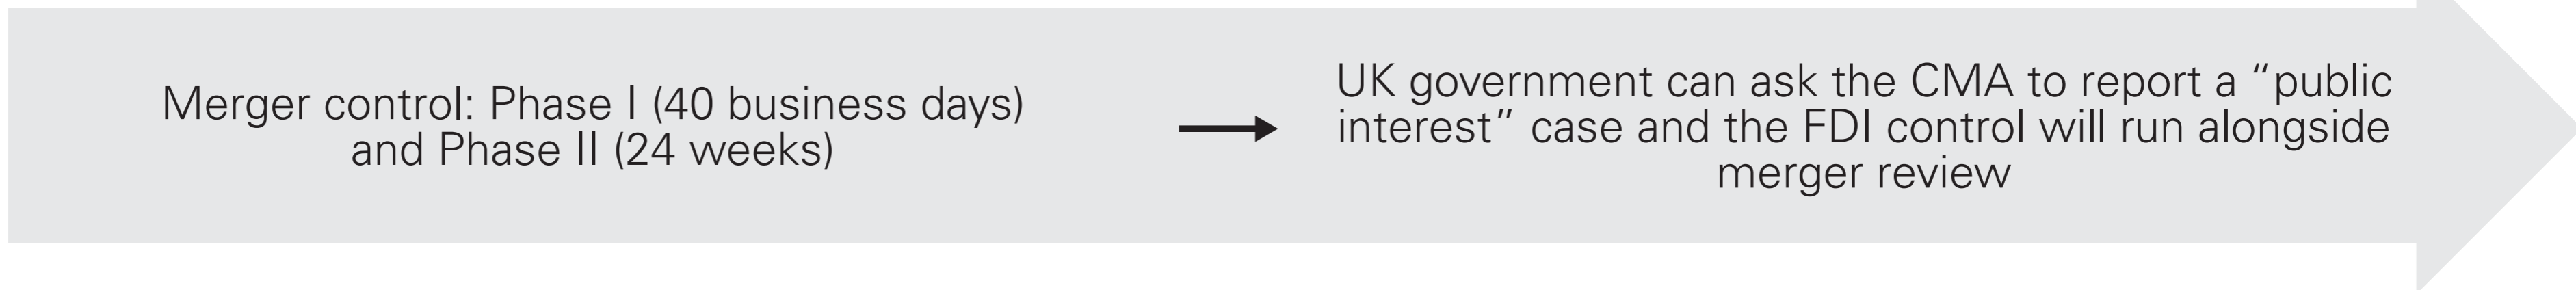 Merger control: Phase I (40 business days)
and Phase II (24 weeks)
UK government can ask the CMA to report a “public
interest” case and the FDI control will run alongside
merger review